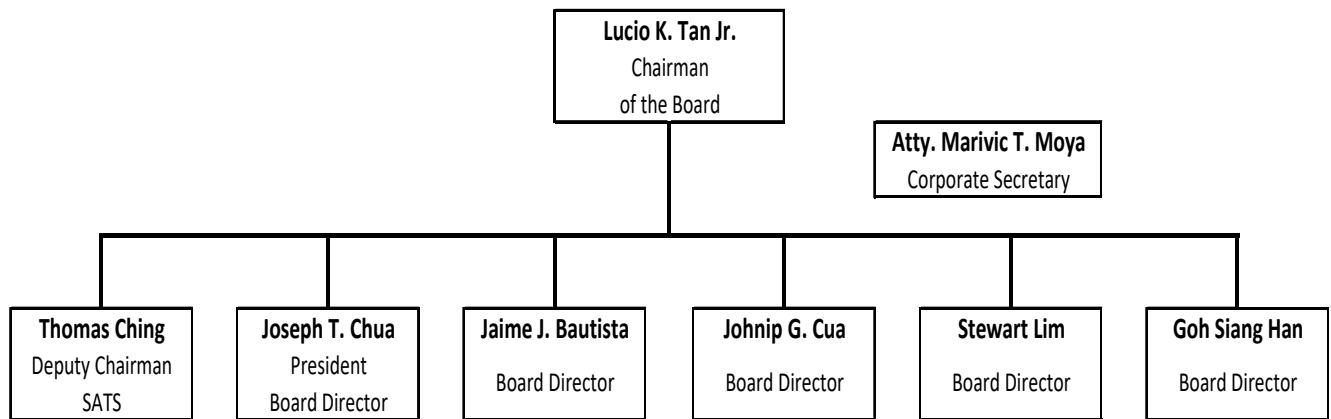 Lucio K. Tan Jr.
Chairman
of the Board
Atty. Marivic T. Moya
Corporate Secretary
Thomas Ching
Deputy Chairman
SATS
Joseph T. Chua
President
Board Director
Jaime J. Bautista
Board Director
Johnip G. Cua
Board Director
Stewart Lim
Board Director
Goh Siang Han
Board Director